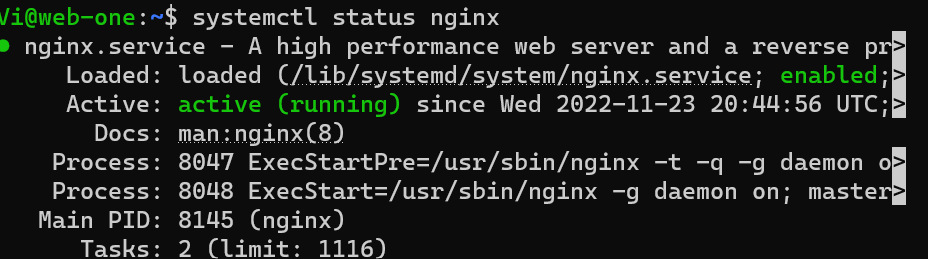 Vi@web-one:~$ systemctl status nginx
● nginx.service - A high performance web server and a reverse pr>
Loaded: loaded (/lib/systemd/system/nginx.service; enabled;>
Active: active (running) since Wed 2022-11-23 20:44:56 UTC;>
Docs: man:nginx(8)
Process: 8047 ExecStartPre=/usr/sbin/nginx -t -q -g daemon o>
Process: 8048 ExecStart=/usr/sbin/nginx -g daemon on; master>
Main PID: 8145 (nginx)
Tasks: 2 (limit: 1116)